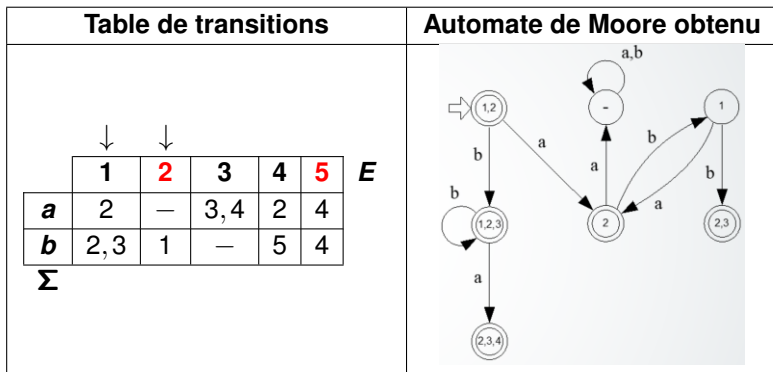 Table de transitions
Automate de Moore obtenu
↓ ↓
1 2 3 4 5 E
a 2 − 3,4 2 4
b 2,3 1 − 5 4
Σ
a,b
1,2
-
1
a
b
b
a
b
a
b
1,2,3
2
2,3
a
2,3,4